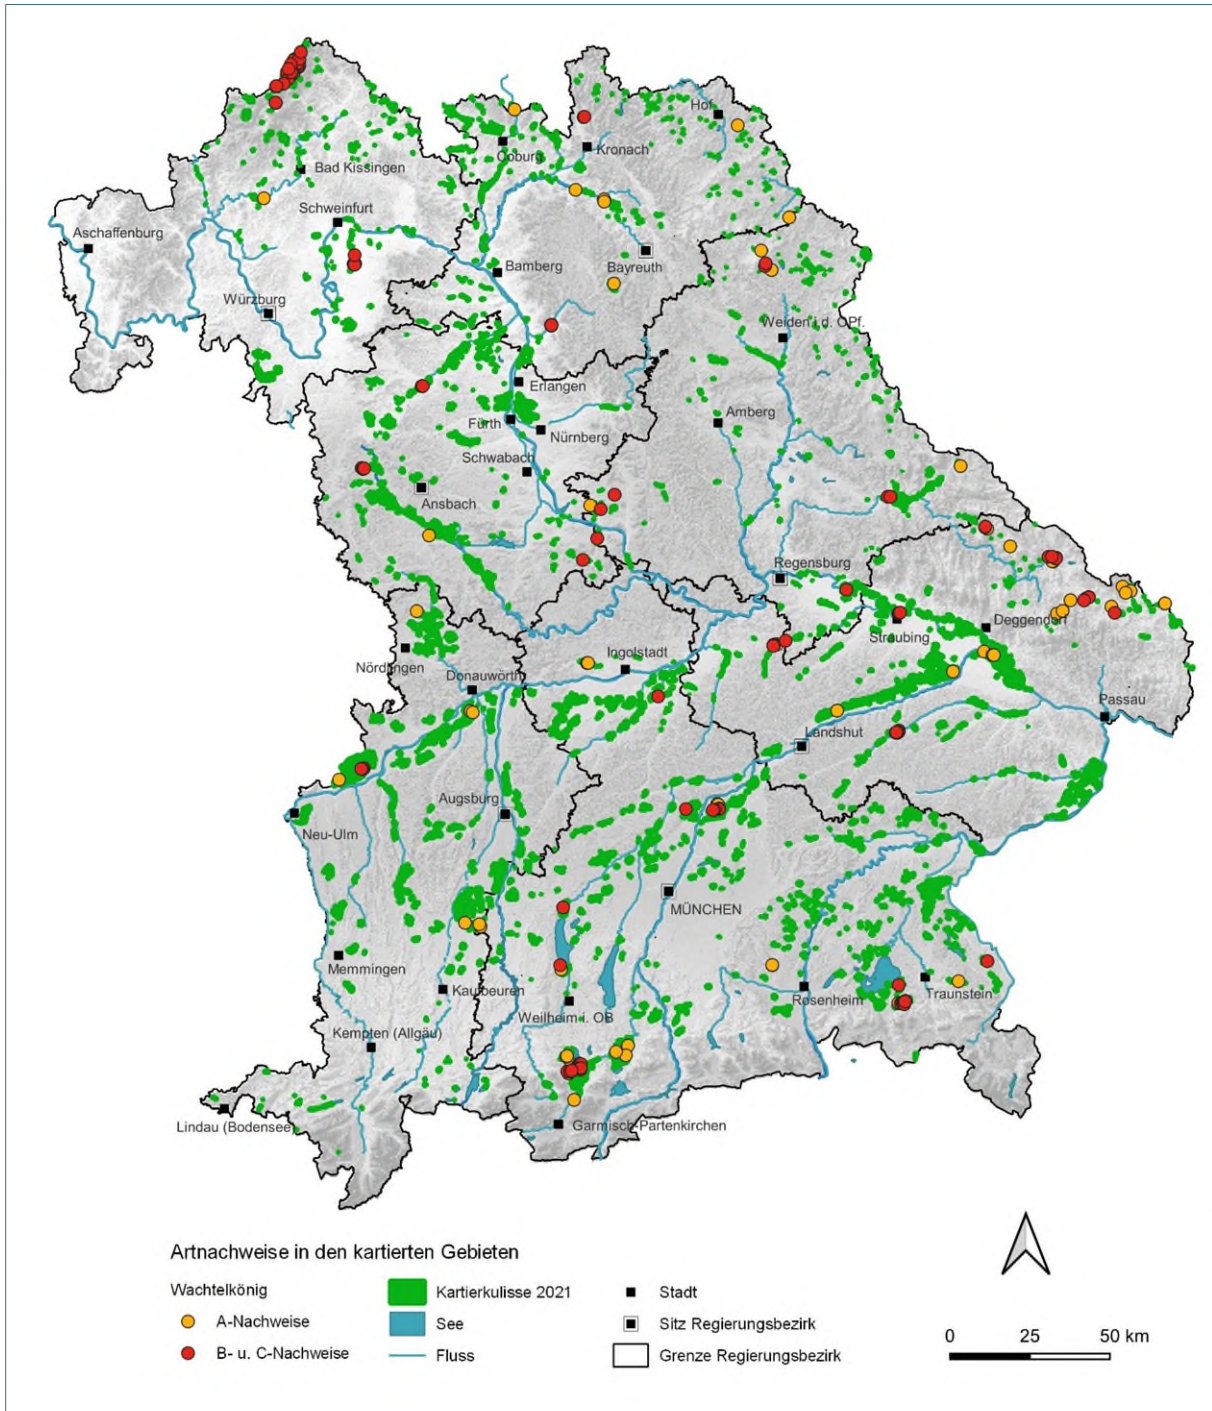 Hof
Coburg
Kronach
Bad Kissingen
Schweinfurt
Aschaffenburg
Bamberg
Bayreuth
Würzburg
Weiden i.d. OPf.
Erlangen
Amberg
Fürth
Nürnberg
Schwabach
Ansbach
Regensburg
Straubing
Deggendorf
Nördlingen
Ingolstadt
Donauwörth
Passau
Landshut
Augsburg
Neu-Ulm
MÜNCHEN
Memmingen
Kaufbeuren
Rosenheim
Traunstein
Weilheim i. OB
Kempten (Allgäu)
Lindau (Bodensee)
Garmisch-Partenkirchen
Artnachweise in den kartierten Gebieten
Wachtelkönig
A-Nachweise
B- u. C-Nachweise
Kartierkulisse 2021
See
Fluss
Stadt
Sitz Regierungsbezirk
Grenze Regierungsbezirk
0 25 50 km